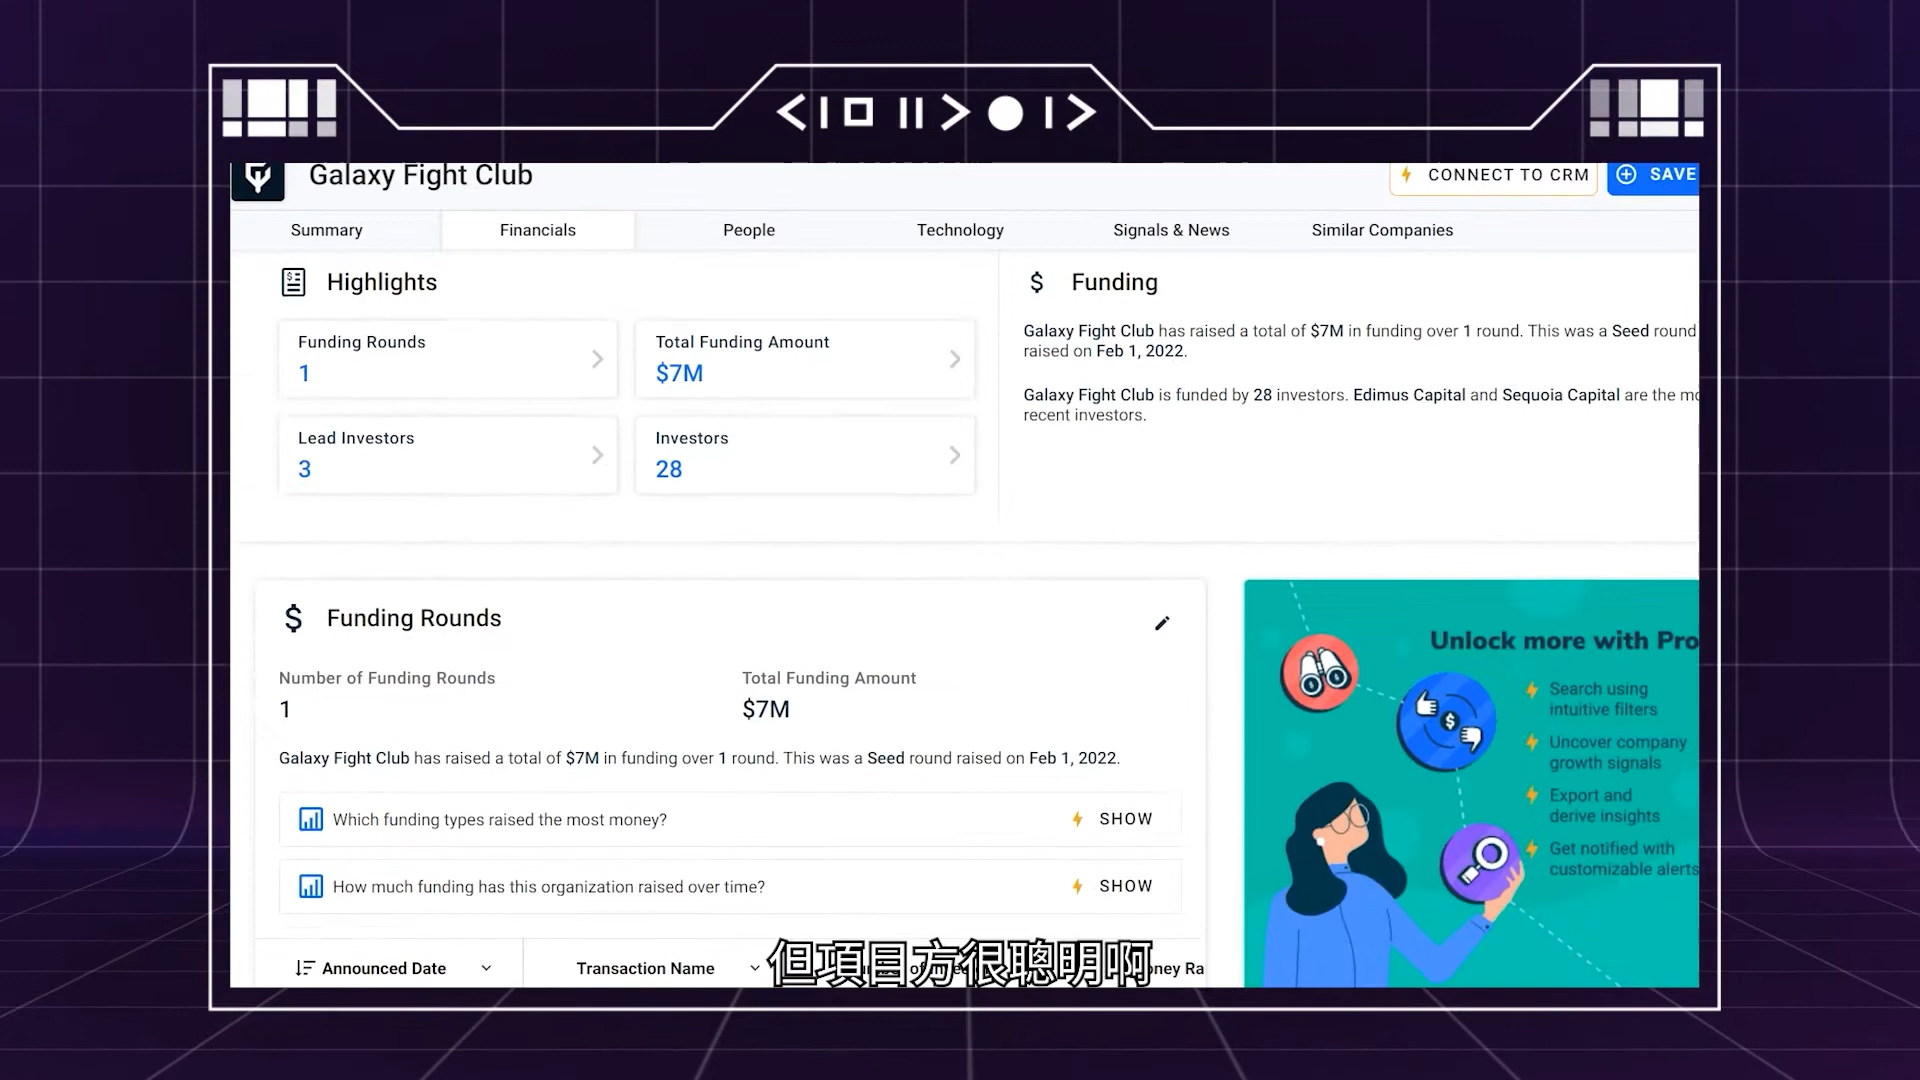 Galaxy Fight Club
CONNECT TO CRM
SAVE
Summary
Financials
People
Technology
Signals & News
Similar Companies
Highlights
Funding Rounds
1
Total Funding Amount
$7M
Lead Investors
3
Investors
28
Funding
Galaxy Fight Club has raised a total of $7M in funding over 1 round. This was a Seed round
raised on Feb 1, 2022.
Galaxy Fight Club is funded by 28 investors. Edimus Capital and Sequoia Capital are the
recent investors.
Funding Rounds
Number of Funding Rounds
1
Total Funding Amount
$7M
Galaxy Fight Club has raised a total of $7M in funding over 1 round. This was a Seed round raised on Feb 1, 2022.
Which funding types raised the most money?
SHOW
How much funding has this organization raised over time?
SHOW
Announced Date
Transaction Name
但項目方很聰明啊
Unlock more with Pro
Search using
intuitive filters
Uncover company
growth signals
Export and
derive insights
Get notified with
customizable alerts